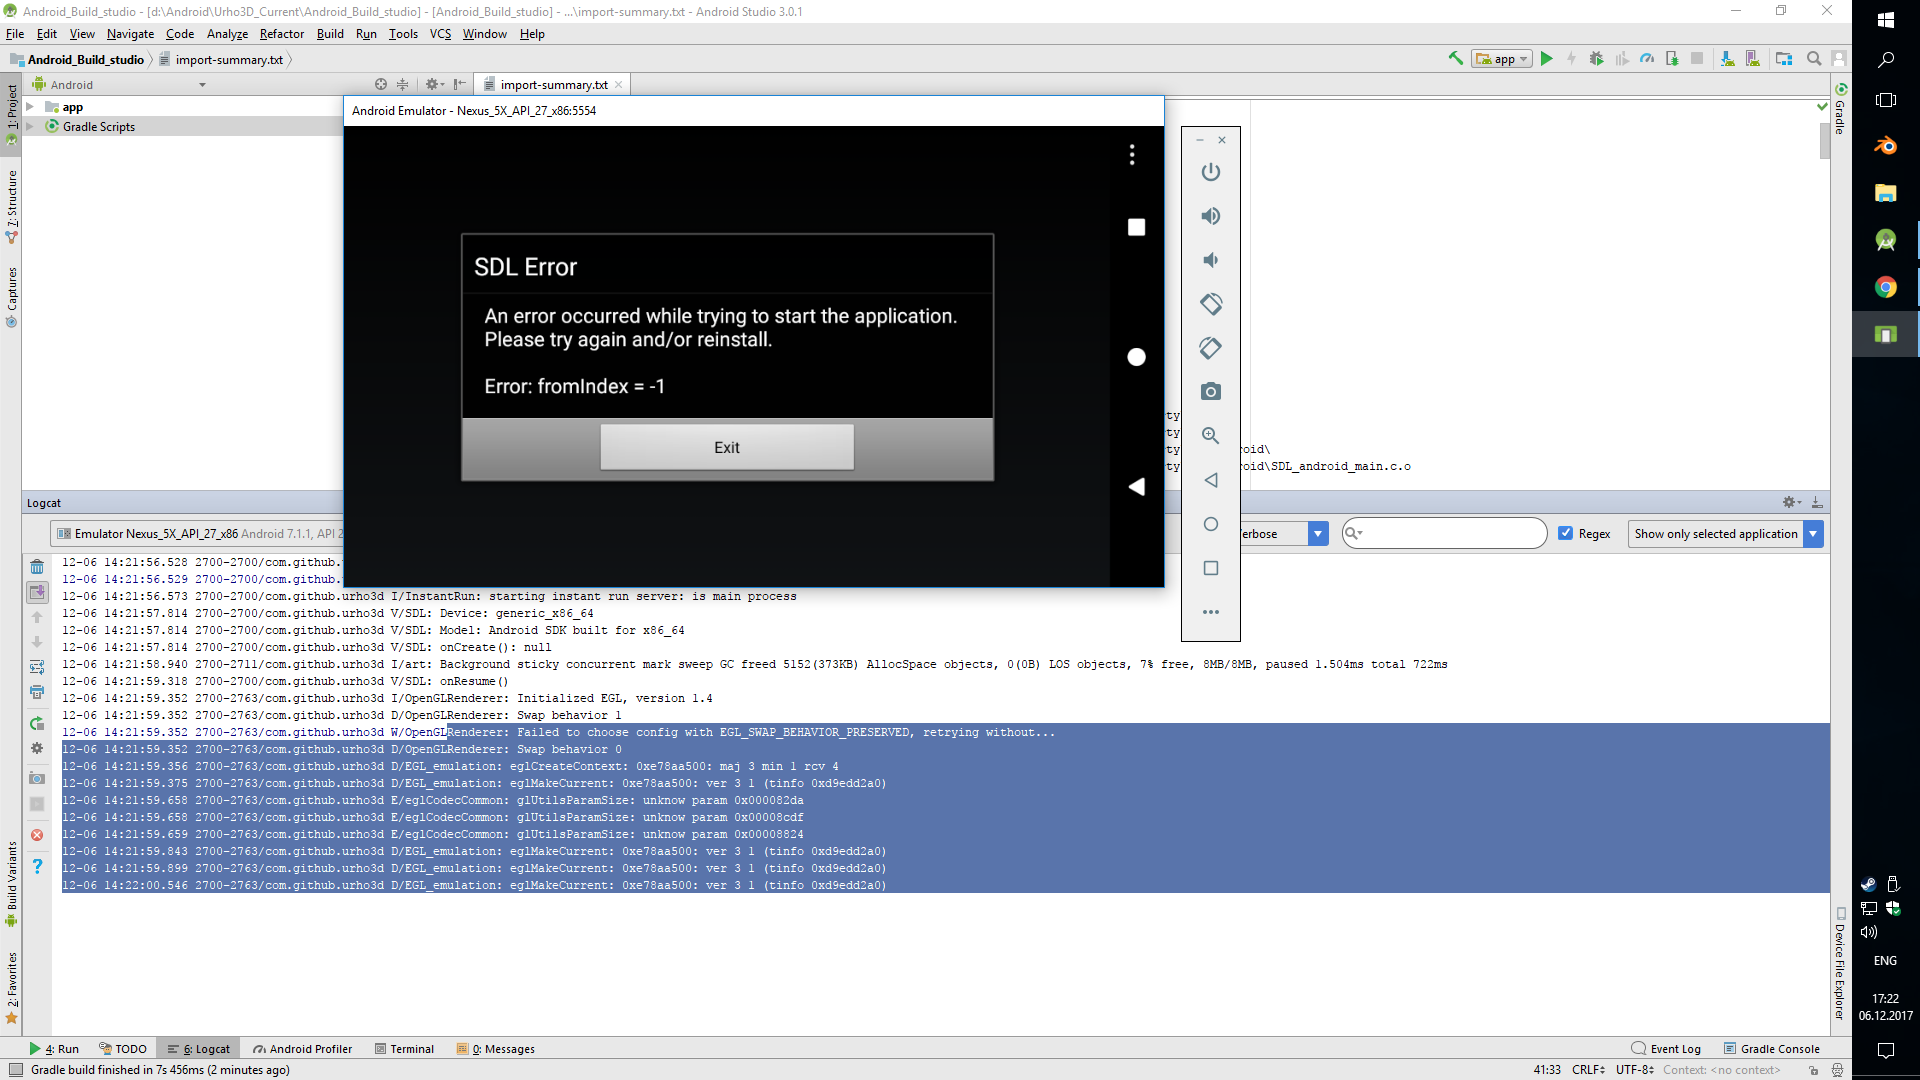 Android_Build_studio - [d:\Android\Urho3D_Current\Android_Build_studio] - [Android_Build_studio] - ...\import-summary.txt - Android Studio 3.0.1
File Edit View Navigate Code Analyze Refactor Build Run Tools VCS Window Help
Android_Build_studio import-summary.txt
app
Android
import-summary.txt
1: Project
app
Gradle Scripts
Gradle
7: Structure
Captures
Android Emulator - Nexus_5X_API_27_x86:5554
SDL Error
An error occurred while trying to start the application.
Please try again and/or reinstall.
Error: fromIndex = -1
Exit
ty
ty
ty
ty
roid\
roid\SDL_android_main.c.o
Logcat
Emulator Nexus_5X_API_27_x86 Android 7.1.1, API 2
erbose
Regex
Show only selected application
12-06 14:21:56.528 2700-2700/com.github.
12-06 14:21:56.529 2700-2700/com.github.
12-06 14:21:56.573 2700-2700/com.github.urho3d I/InstantRun: starting instant run server: is main process
12-06 14:21:57.814 2700-2700/com.github.urho3d V/SDL: Device: generic_x86_64
12-06 14:21:57.814 2700-2700/com.github.urho3d V/SDL: Model: Android SDK built for x86_64
12-06 14:21:57.814 2700-2700/com.github.urho3d V/SDL: onCreate(): null
12-06 14:21:58.940 2700-2711/com.github.urho3d I/art: Background sticky concurrent mark sweep GC freed 5152(373KB) AllocSpace objects, 0(0B) LOS objects, 7% free, 8MB/8MB, paused 1.504ms total 722ms
12-06 14:21:59.318 2700-2700/com.github.urho3d V/SDL: onResume()
12-06 14:21:59.352 2700-2763/com.github.urho3d I/OpenGLRenderer: Initialized EGL, version 1.4
12-06 14:21:59.352 2700-2763/com.github.urho3d D/OpenGLRenderer: Swap behavior 1
12-06 14:21:59.352 2700-2763/com.github.urho3d W/OpenGLRenderer: Failed to choose config with EGL_SWAP_BEHAVIOR_PRESERVED, retrying without...
12-06 14:21:59.352 2700-2763/com.github.urho3d D/OpenGLRenderer: Swap behavior 0
12-06 14:21:59.356 2700-2763/com.github.urho3d D/EGL_emulation: eglCreateContext: 0xe78aa500: maj 3 min 1 rcv 4
12-06 14:21:59.375 2700-2763/com.github.urho3d D/EGL_emulation: eglMakeCurrent: 0xe78aa500: ver 3 1 (tinfo 0xd9edd2a0)
12-06 14:21:59.658 2700-2763/com.github.urho3d E/eglCodecCommon: glUtilsParamSize: unknow param 0x000082da
12-06 14:21:59.658 2700-2763/com.github.urho3d E/eglCodecCommon: glUtilsParamSize: unknow param 0x00008cdf
12-06 14:21:59.659 2700-2763/com.github.urho3d E/eglCodecCommon: glUtilsParamSize: unknow param 0x00008824
12-06 14:21:59.843 2700-2763/com.github.urho3d D/EGL_emulation: eglMakeCurrent: 0xe78aa500: ver 3 1 (tinfo 0xd9edd2a0)
12-06 14:21:59.899 2700-2763/com.github.urho3d D/EGL_emulation: eglMakeCurrent: 0xe78aa500: ver 3 1 (tinfo 0xd9edd2a0)
12-06 14:22:00.546 2700-2763/com.github.urho3d D/EGL_emulation: eglMakeCurrent: 0xe78aa500: ver 3 1 (tinfo 0xd9edd2a0)
Build Variants
2: Favorites
Device File Explorer
ENG
17:22
06.12.2017
4: Run TODO 6: Logcat Android Profiler Terminal 0: Messages Event Log Gradle Console
Gradle build finished in 7s 456ms (2 minutes ago) 41:33 CRLF UTF-8 Context: <no context>